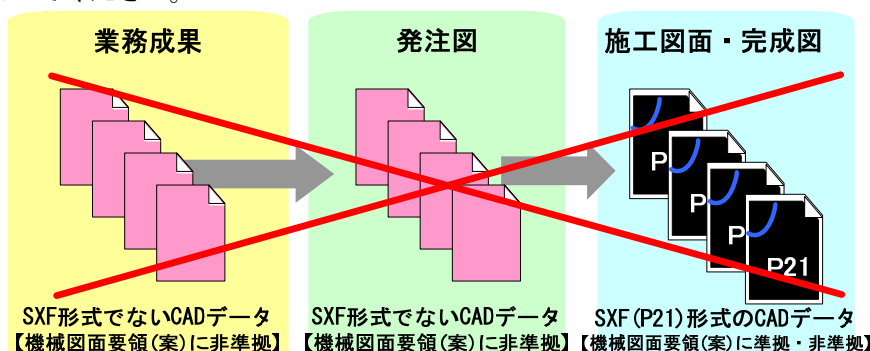 業務成果
発注図
施工図面・完成図
P
P
P
P21
SXF形式でないCADデータ
【機械図面要領(案)に非準拠】
SXF形式でないCADデータ
【機械図面要領(案)に非準拠】
SXF(P21)形式のCADデータ
【機械図面要領(案)に準拠・非準拠】